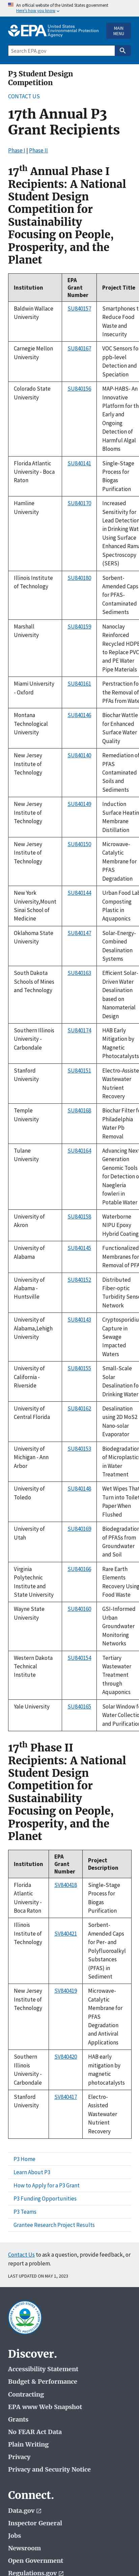 An official website of the United States government
Here's how you know
EPA United States
Environmental Protection
Agency
MAIN
MENU
Search EPA.gov
P3 Student Design
Competition
CONTACT US
17th Annual P3
Grant Recipients
Phase I | Phase II
17th Annual Phase I
Recipients: A National
Student Design
Competition for
Sustainability
Focusing on People,
Prosperity, and the
Planet
Institution
EPA
Grant
Number
Project Title
Baldwin Wallace
University
SU840157
Smartphones to
Reduce Food
Waste and
Insecurity
Carnegie Mellon
University
SU840167
VOC Sensors for
ppb-level
Detection and
Speciation
Colorado State
University
SU840156
MAP-HABS- An
Innovative
Platform for the
Early and
Ongoing
Detection of
Harmful Algal
Blooms
Florida Atlantic
University - Boca
Raton
SU840141
Single-Stage
Process for
Biogas
Purification
Hamline
University
SU840170
Increased
Sensitivity for
Lead Detection
in Drinking Water
Using Surface
Enhanced Raman
Spectroscopy
(SERS)
Illinois Institute
of Technology
SU840180
Sorbent-
Amended Caps
for PFAS-
Contaminated
Sediments
Marshall
University
SU840159
Nanoclay
Reinforced
Recycled HDPE
to Replace PVC
and PE Water
Pipe Materials
Miami University
- Oxford
SU840161
Perstraction for
the Removal of
PFAs from Water
Montana
Technological
University
SU840146
Biochar Wattle
for Enhanced
Surface Water
Quality
New Jersey
Institute of
Technology
SU840140
Remediation of
PFAS
Contaminated
Soils and
Sediments
New Jersey
Institute of
Technology
SU840149
Induction
Surface Heating
Membrane
Distillation
New Jersey
Institute of
Technology
SU840150
Microwave-
Catalytic
Membrane for
PFAS
Degradation
New York
University,Mount
Sinai School of
Medicine
SU840144
Urban Food Lab:
Composting
Plastic in
Aquaponics
Oklahoma State
University
SU840147
Solar-Energy-
Combined
Desalination
Systems
South Dakota
Schools of Mines
and Technology
SU840163
Efficient Solar-
Driven Water
Desalination
based on
Nanomaterial
Design
Southern Illinois
University -
Carbondale
SU840174
HAB Early
Mitigation by
Magnetic
Photocatalysts
Stanford
University
SU840151
Electro-Assisted
Wastewater
Nutrient
Recovery
Temple
University
SU840168
Biochar Filter for
Philadelphia
Water Pb
Removal
Tulane
University
SU840164
Advancing Next-
Generation
Genomic Tools
for Detection of
Naegleria
fowleri in
Potable Water
University of
Akron
SU840158
Waterborne
NIPU Epoxy
Hybrid Coating
University of
Alabama
SU840145
Functionalized
Membranes for
Removal of PFAS
University of
Alabama -
Huntsville
SU840152
Distributed
Fiber-optic
Turbidity Sensor
Network
University of
Alabama,Lehigh
University
SU840143
Cryptosporidium
Capture in
Sewage
Impacted
Waters
University of
California -
Riverside
SU840155
Small-Scale
Solar
Desalination for
Drinking Water
University of
Central Florida
SU840162
Desalination
using 2D MoS2
Nano-solar
Evaporator
University of
Michigan - Ann
Arbor
SU840153
Biodegradation
of Microplastics
in Water
Treatment
University of
Toledo
SU840148
Wet Wipes That
Turn into Toilet
Paper When
Flushed
University of
Utah
SU840169
Biodegradation
of PFASs from
Groundwater
and Soil
Virginia
Polytechnic
Institute and
State University
SU840166
Rare Earth
Elements
Recovery Using
Food Waste
Wayne State
University
SU840160
GSI-Informed
Urban
Groundwater
Monitoring
Networks
Western Dakota
Technical
Institute
SU840154
Tertiary
Wastewater
Treatment
through
Aquaponics
Yale University
SU840165
Solar Window for
Water Collection
and Purification
17th Phase II
Recipients: A National
Student Design
Competition for
Sustainability
Focusing on People,
Prosperity, and the
Planet
Institution
EPA
Grant
Number
Project
Description
Florida
Atlantic
University -
Boca Raton
SV840418
Single-Stage
Process for
Biogas
Purification
Illinois
Institute of
Technology
SV840421
Sorbent-
Amended Caps
for Per- and
Polyfluoroalkyl
Substances
(PFAS) in
Sediment
New Jersey
Institute of
Technology
SV840419
Microwave-
Catalytic
Membrane for
PFAS
Degradation
and Antiviral
Applications
Southern
Illinois
University -
Carbondale
SV840420
HAB early
mitigation by
magnetic
photocatalysts
Stanford
University
SV840417
Electro-
Assisted
Wastewater
Nutrient
Recovery
P3 Home
Learn About P3
How to Apply for a P3 Grant
P3 Funding Opportunities
P3 Teams
Grantee Research Project Results
Contact Us to ask a question, provide feedback, or
report a problem.
LAST UPDATED ON MAY 1, 2023
Discover.
Accessibility Statement
Budget & Performance
Contracting
EPA www Web Snapshot
Grants
No FEAR Act Data
Plain Writing
Privacy
Privacy and Security Notice
Connect.
Data.gov
Inspector General
Jobs
Newsroom
Open Government
Regulations.gov